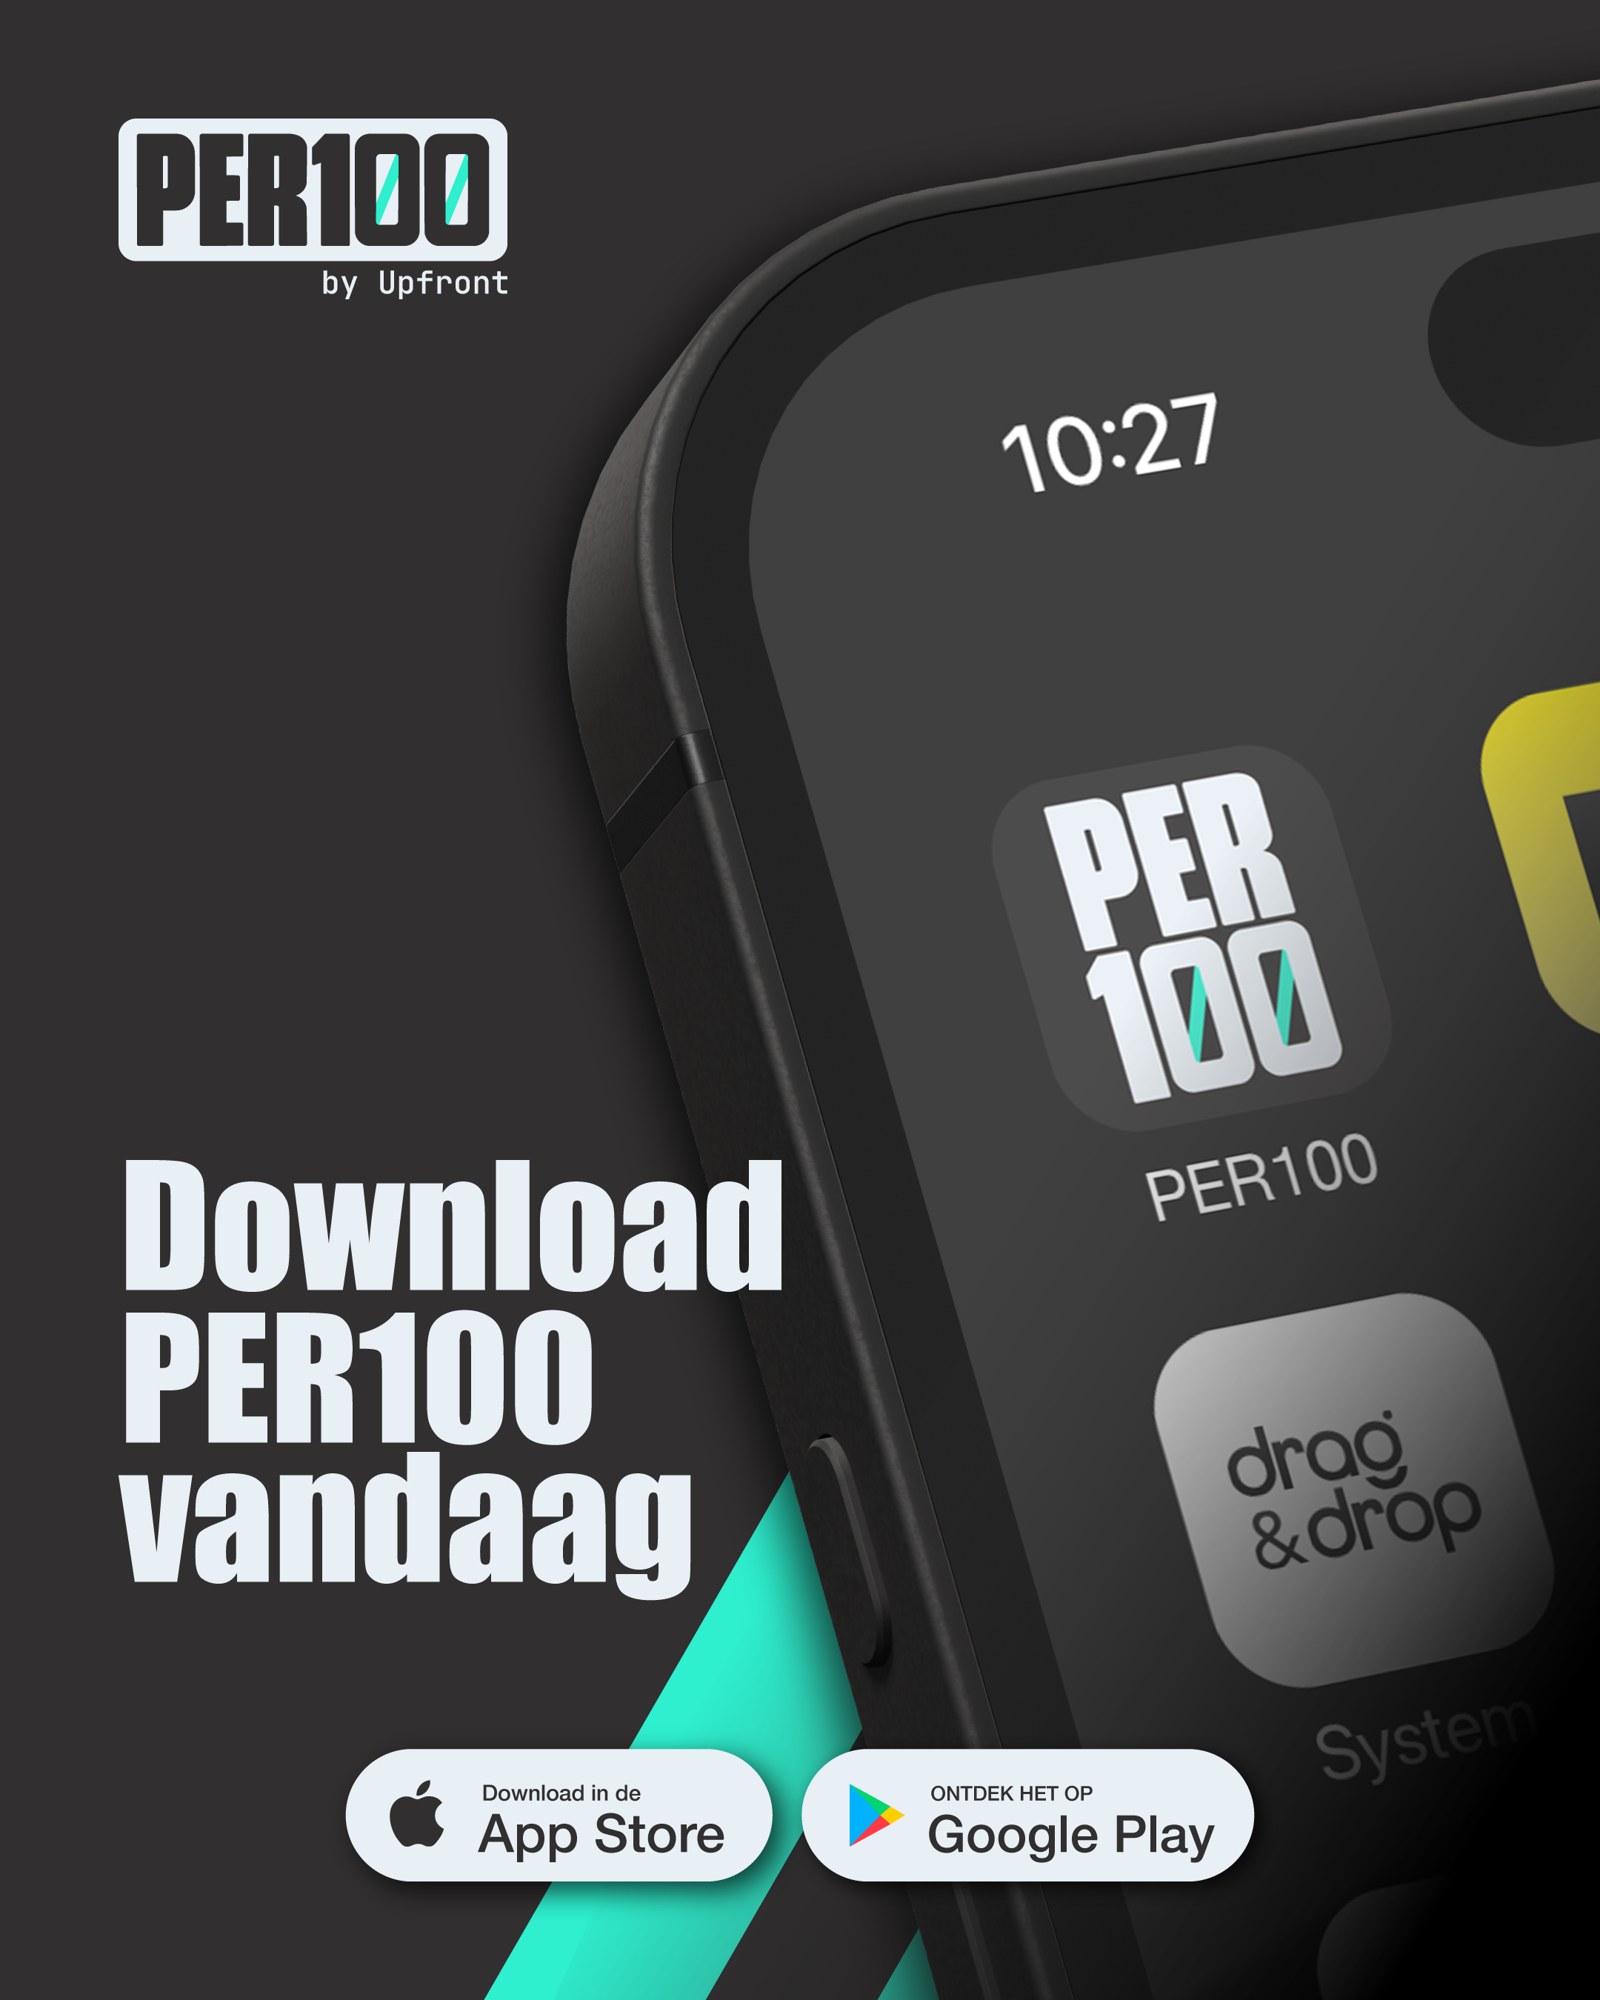 PER100
by Upfront
10:27
PER
100
PER100
Download
PER100
vandaag
drag
&drop
System
Download in de
App Store
ONTDEK HET OP
Google Play